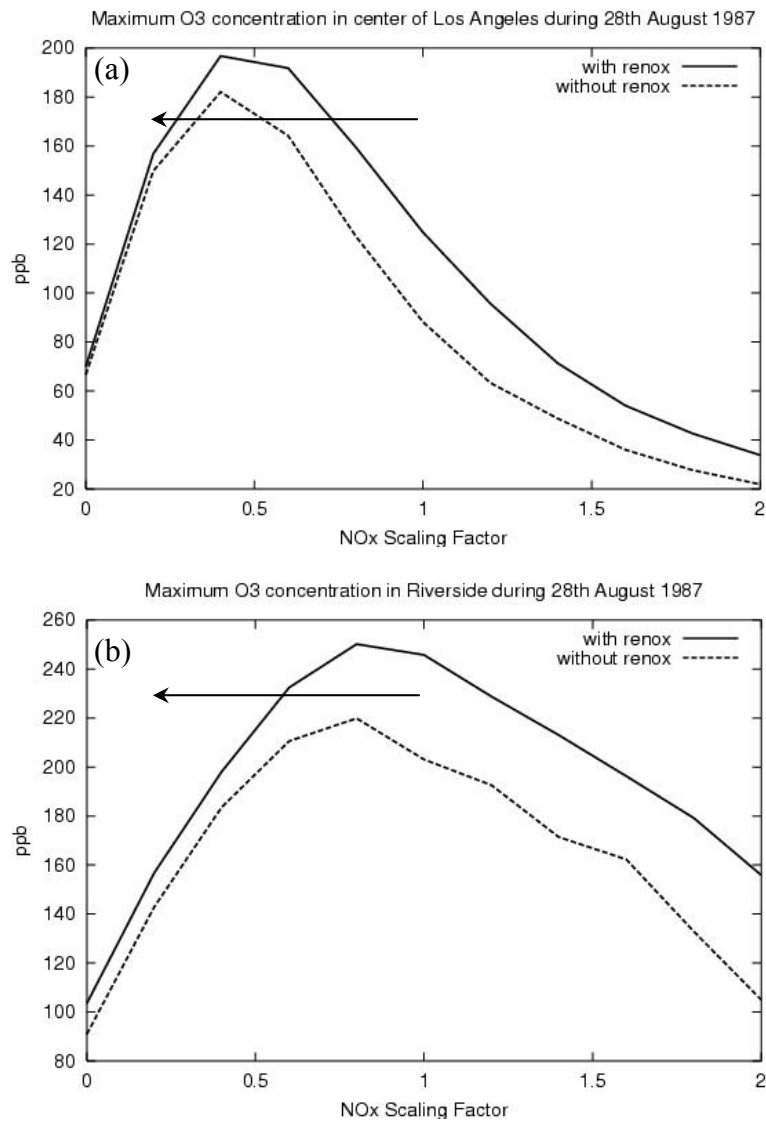 Maximum O3 concentration in center of Los Angeles during 28th August 1987
(a)
with renox
without renox
200
180
160
140
120
100
80
60
40
20
ppb
0
0.5
1
1.5
2
NOx Scaling Factor
Maximum O3 concentration in Riverside during 28th August 1987
(b)
with renox
without renox
260
240
220
200
180
160
140
120
100
80
ppb
0
0.5
1
1.5
2
NOx Scaling Factor